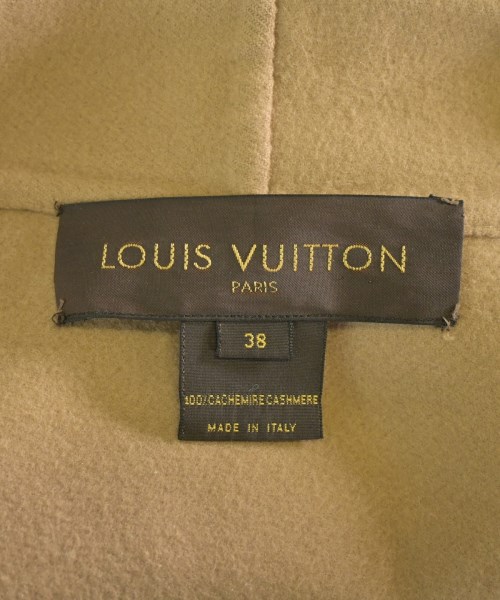 LOUIS VUITTON
PARIS
38
100% CACHEMIRE CASHMERE
MADE IN ITALY